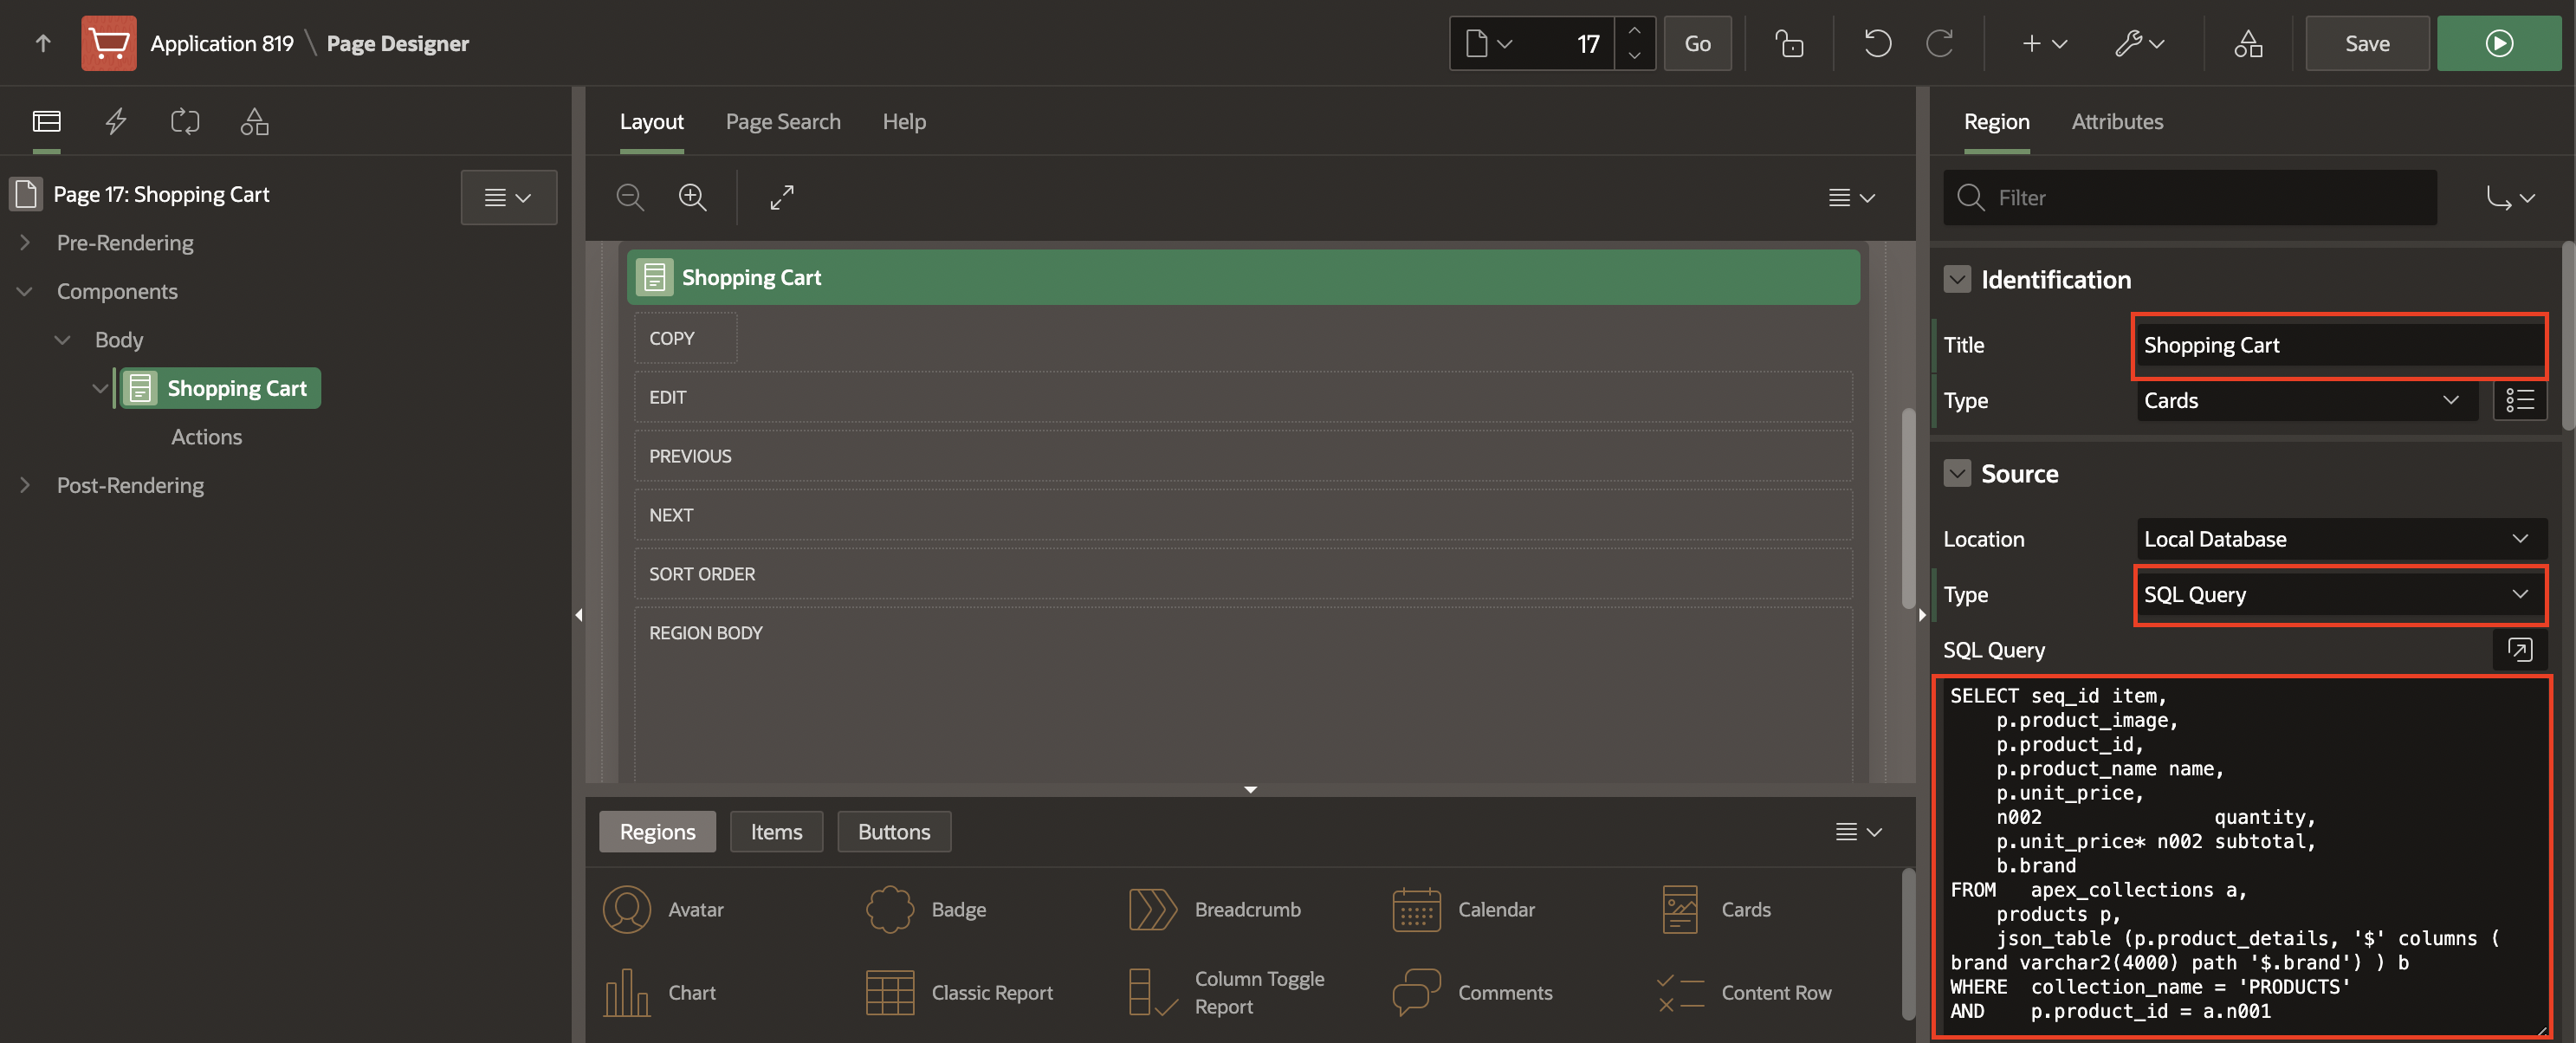 Application 819 \ Page Designer
17
Go
Save
Page 17: Shopping Cart
Pre-Rendering
Components
Body
Shopping Cart
Actions
Post-Rendering
Layout
Page Search
Help
Shopping Cart
COPY
EDIT
PREVIOUS
NEXT
SORT ORDER
REGION BODY
Regions
Items
Buttons
Avatar
Badge
Breadcrumb
Calendar
Cards
Chart
Classic Report
Column Toggle
Report
Comments
Content Row
Region
Attributes
Filter
Identification
Title
Shopping Cart
Type
Cards
Source
Location
Local Database
Type
SQL Query
SQL Query
SELECT seq_id item,
    p.product_image,
    p.product_id,
    p.product_name name,
    p.unit_price,
    n002               quantity,
    p.unit_price* n002 subtotal,
    b.brand
FROM   apex_collections a,
    products p,
    json_table (p.product_details, '$' columns (
brand varchar2(4000) path '$.brand') ) b
WHERE  collection_name = 'PRODUCTS'
AND    p.product_id = a.n001